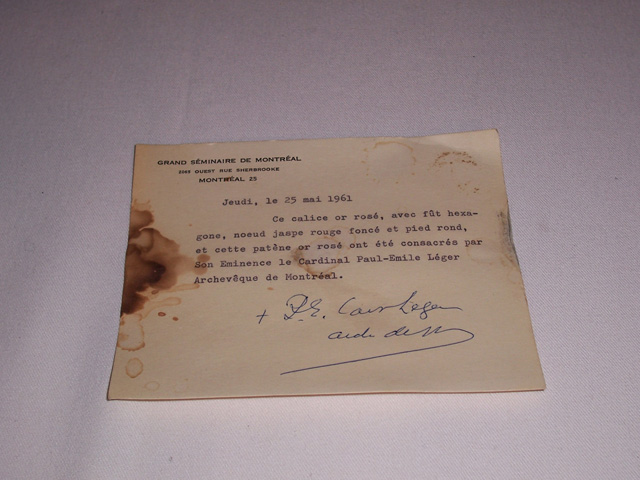 GRAND SÉMINAIRE DE MONTRÉAL
2065 OUEST RUE SHERBROOKE
MONTRÉAL 25
Jeudi, le 25 mai 1961
Ce calice or rosé, avec fût hexa-
gone, noeud jaspe rouge foncé et pied rond,
et cette patène or rosé ont été consacrés par
Son Eminence le Cardinal Paul-Emile Léger
Archevêque de Montréal.
+ P.E. Card Leger